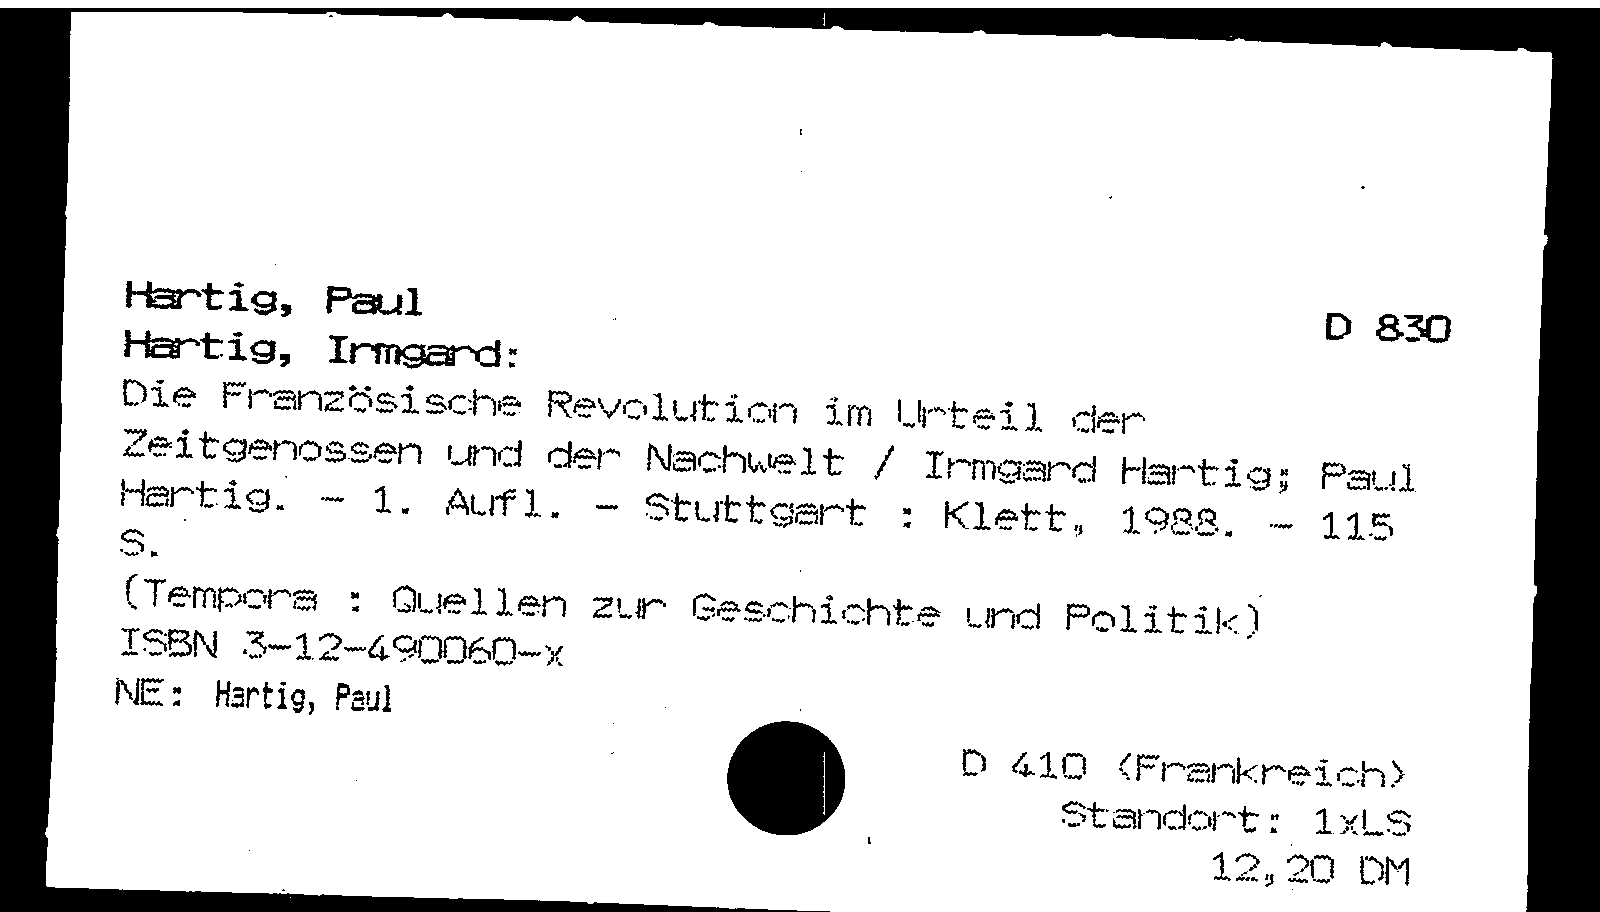 Hartig, Paul
D 830
Hartig, Irmgard:
Die Französische Revolution im Urteil der
Zeitgenossen und der Nachwelt / Irmgard Hartig; Paul
Hartig. - 1. Aufl. - Stuttgart : Klett, 1988. - 115
S.
(Tempora : Quellen zur Geschichte und Politik)
ISBN 3-12-490060-x
NE: Hartig, Paul
D 410 (Frankreich)
Standort: 1xLS
12,20 DM